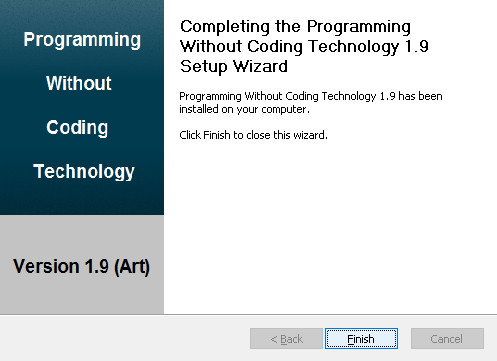 Programming
Without
Coding
Technology
Version 1.9 (Art)
Completing the Programming
Without Coding Technology 1.9
Setup Wizard
Programming Without Coding Technology 1.9 has been
installed on your computer.
Click Finish to close this wizard.
< Back
Finish
Cancel